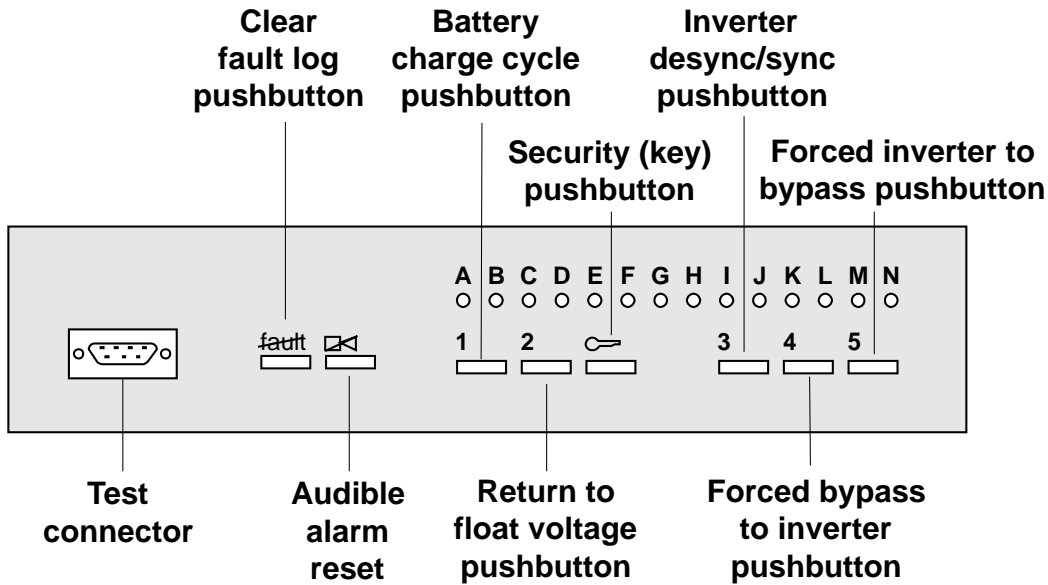 Clear
fault log
pushbutton
Battery
charge cycle
pushbutton
Inverter
desync/sync
pushbutton
Security (key)
pushbutton
Forced inverter to
bypass pushbutton
A B C D E F G H I J K L M N
fault
1 2 3 4 5
Test
connector
Audible
alarm
reset
Return to
float voltage
pushbutton
Forced bypass
to inverter
pushbutton